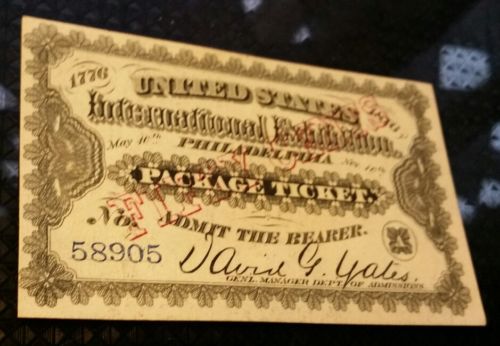 1776
UNITED STATES
1876
International Exhibition,
PHILADELPHIA
May 10th
Nov. 10th
PACKAGE TICKET.
No.
ADMIT THE BEARER.
58905
David G. Yates.
GENL. MANAGER DEPT. OF ADMISSIONS